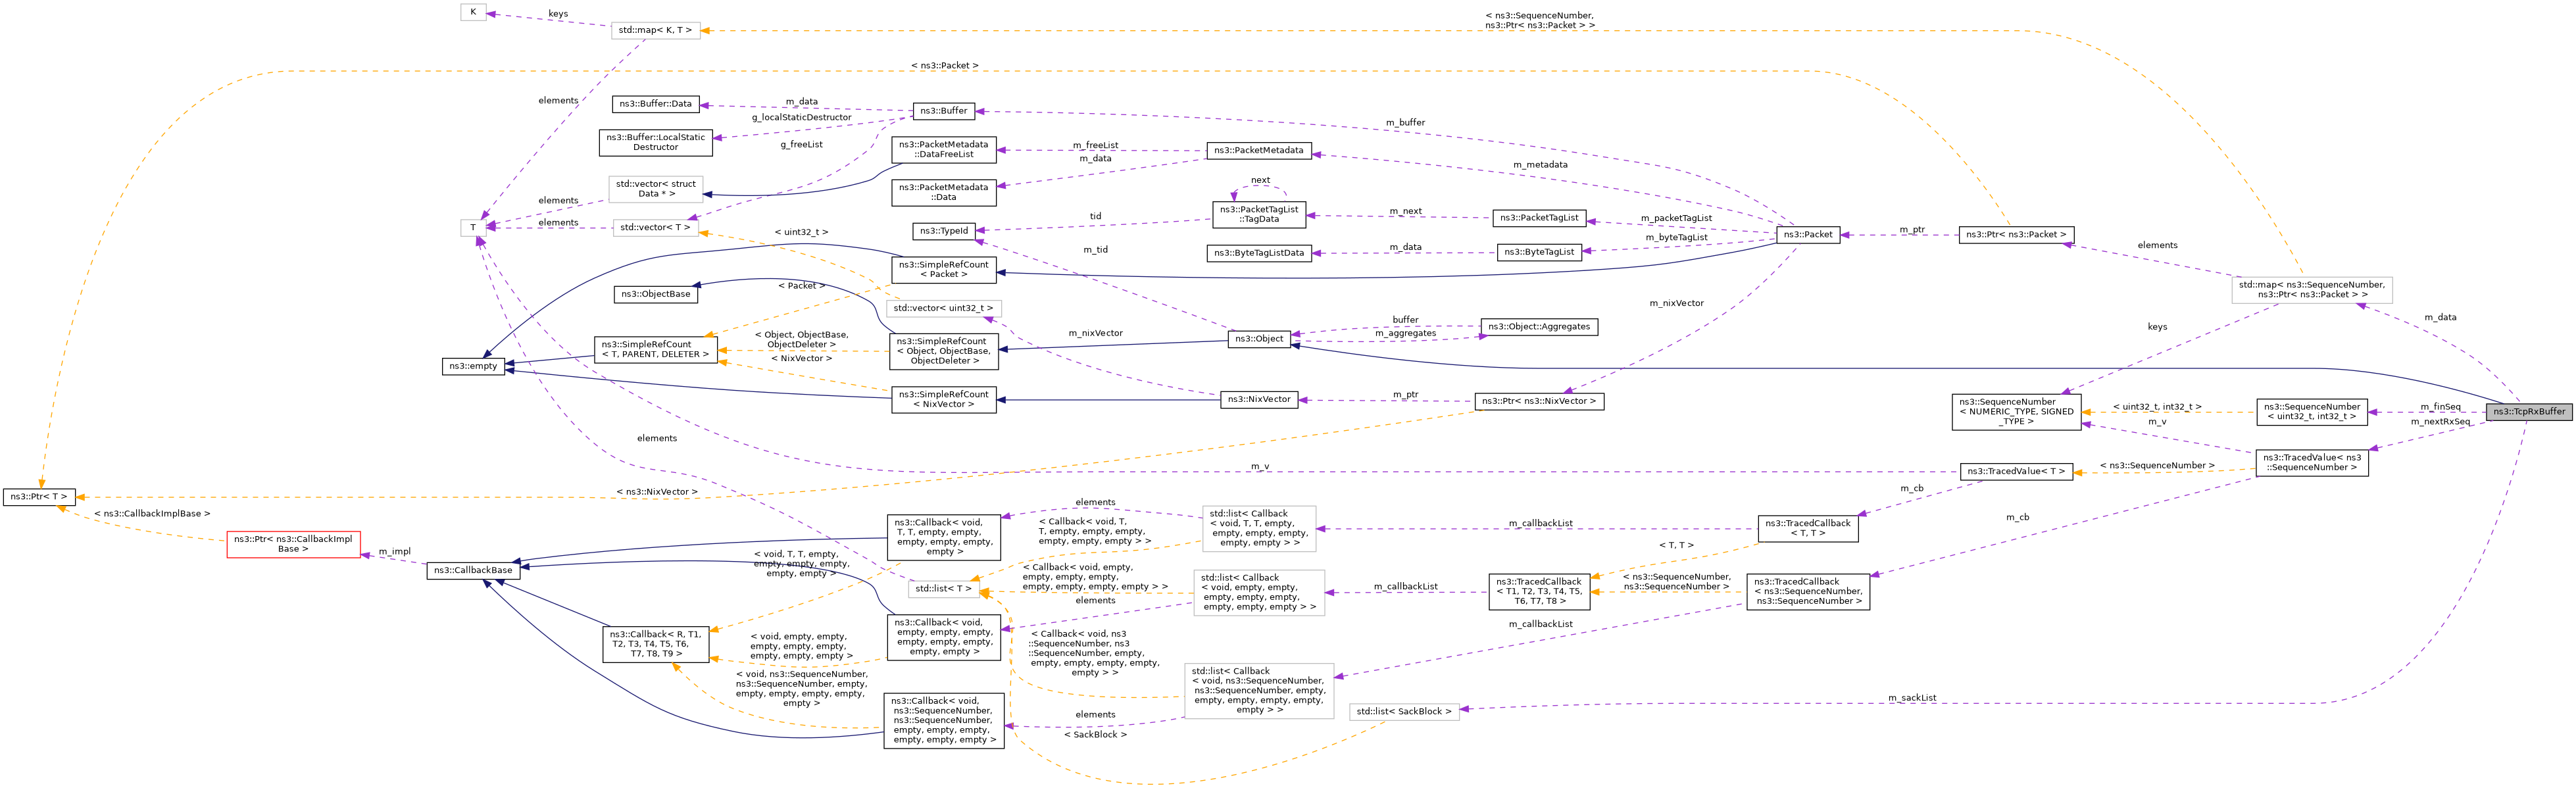 K
keys
std::map< K, T >
< ns3::SequenceNumber,
ns3::Ptr< ns3::Packet > >
< ns3::Packet >
elements
ns3::Buffer::Data
m_data
ns3::Buffer
g_localStaticDestructor
ns3::Buffer::LocalStatic
Destructor
g_freeList
m_buffer
ns3::PacketMetadata
::DataFreeList
m_freeList
m_data
ns3::PacketMetadata
m_metadata
ns3::PacketMetadata
::Data
std::vector< struct
Data * >
elements
next
ns3::PacketTagList
::TagData
m_next
ns3::PacketTagList
m_packetTagList
T
elements
std::vector< T >
< uint32_t >
ns3::TypeId
tid
m_tid
ns3::ByteTagListData
m_data
ns3::ByteTagList
m_byteTagList
ns3::Packet
m_ptr
ns3::Ptr< ns3::Packet >
elements
ns3::SimpleRefCount
< Packet >
ns3::ObjectBase
< Packet >
std::vector< uint32_t >
m_nixVector
std::map< ns3::SequenceNumber,
ns3::Ptr< ns3::Packet > >
m_data
keys
ns3::SimpleRefCount
< T, PARENT, DELETER >
< Object, ObjectBase,
ObjectDeleter >
< NixVector >
ns3::SimpleRefCount
< Object, ObjectBase,
ObjectDeleter >
m_nixVector
ns3::Object
buffer
m_aggregates
ns3::Object::Aggregates
ns3::empty
ns3::SimpleRefCount
< NixVector >
ns3::NixVector
m_ptr
ns3::Ptr< ns3::NixVector >
ns3::SequenceNumber
< NUMERIC_TYPE, SIGNED
_TYPE >
< uint32_t, int32_t >
m_v
ns3::SequenceNumber
< uint32_t, int32_t >
m_finSeq
m_nextRxSeq
ns3::TcpRxBuffer
elements
m_v
ns3::TracedValue< T >
< ns3::SequenceNumber >
ns3::TracedValue< ns3
::SequenceNumber >
ns3::Ptr< T >
< ns3::NixVector >
m_cb
m_cb
< ns3::CallbackImplBase >
ns3::Ptr< ns3::CallbackImpl
Base >
m_impl
ns3::CallbackBase
ns3::Callback< void,
T, T, empty, empty,
empty, empty, empty,
empty >
elements
< Callback< void, T,
T, empty, empty, empty,
empty, empty, empty > >
std::list< Callback
< void, T, T, empty,
empty, empty, empty,
empty, empty > >
m_callbackList
ns3::TracedCallback
< T, T >
< T, T >
< void, T, T, empty,
empty, empty, empty,
empty, empty >
std::list< T >
< Callback< void, empty,
empty, empty, empty,
empty, empty, empty, empty > >
elements
std::list< Callback
< void, empty, empty,
empty, empty, empty,
empty, empty, empty > >
m_callbackList
ns3::TracedCallback
< T1, T2, T3, T4, T5,
T6, T7, T8 >
< ns3::SequenceNumber,
ns3::SequenceNumber >
ns3::TracedCallback
< ns3::SequenceNumber,
ns3::SequenceNumber >
m_callbackList
ns3::Callback< R, T1,
T2, T3, T4, T5, T6,
T7, T8, T9 >
< void, empty, empty,
empty, empty, empty,
empty, empty, empty >
ns3::Callback< void,
empty, empty, empty,
empty, empty, empty,
empty, empty >
< Callback< void, ns3
::SequenceNumber, ns3
::SequenceNumber, empty,
empty, empty, empty, empty,
empty > >
< void, ns3::SequenceNumber,
ns3::SequenceNumber, empty,
empty, empty, empty, empty,
empty >
ns3::Callback< void,
ns3::SequenceNumber,
ns3::SequenceNumber,
empty, empty, empty,
empty, empty, empty >
elements
< SackBlock >
std::list< Callback
< void, ns3::SequenceNumber,
ns3::SequenceNumber, empty,
empty, empty, empty, empty,
empty > >
std::list< SackBlock >
m_sackList